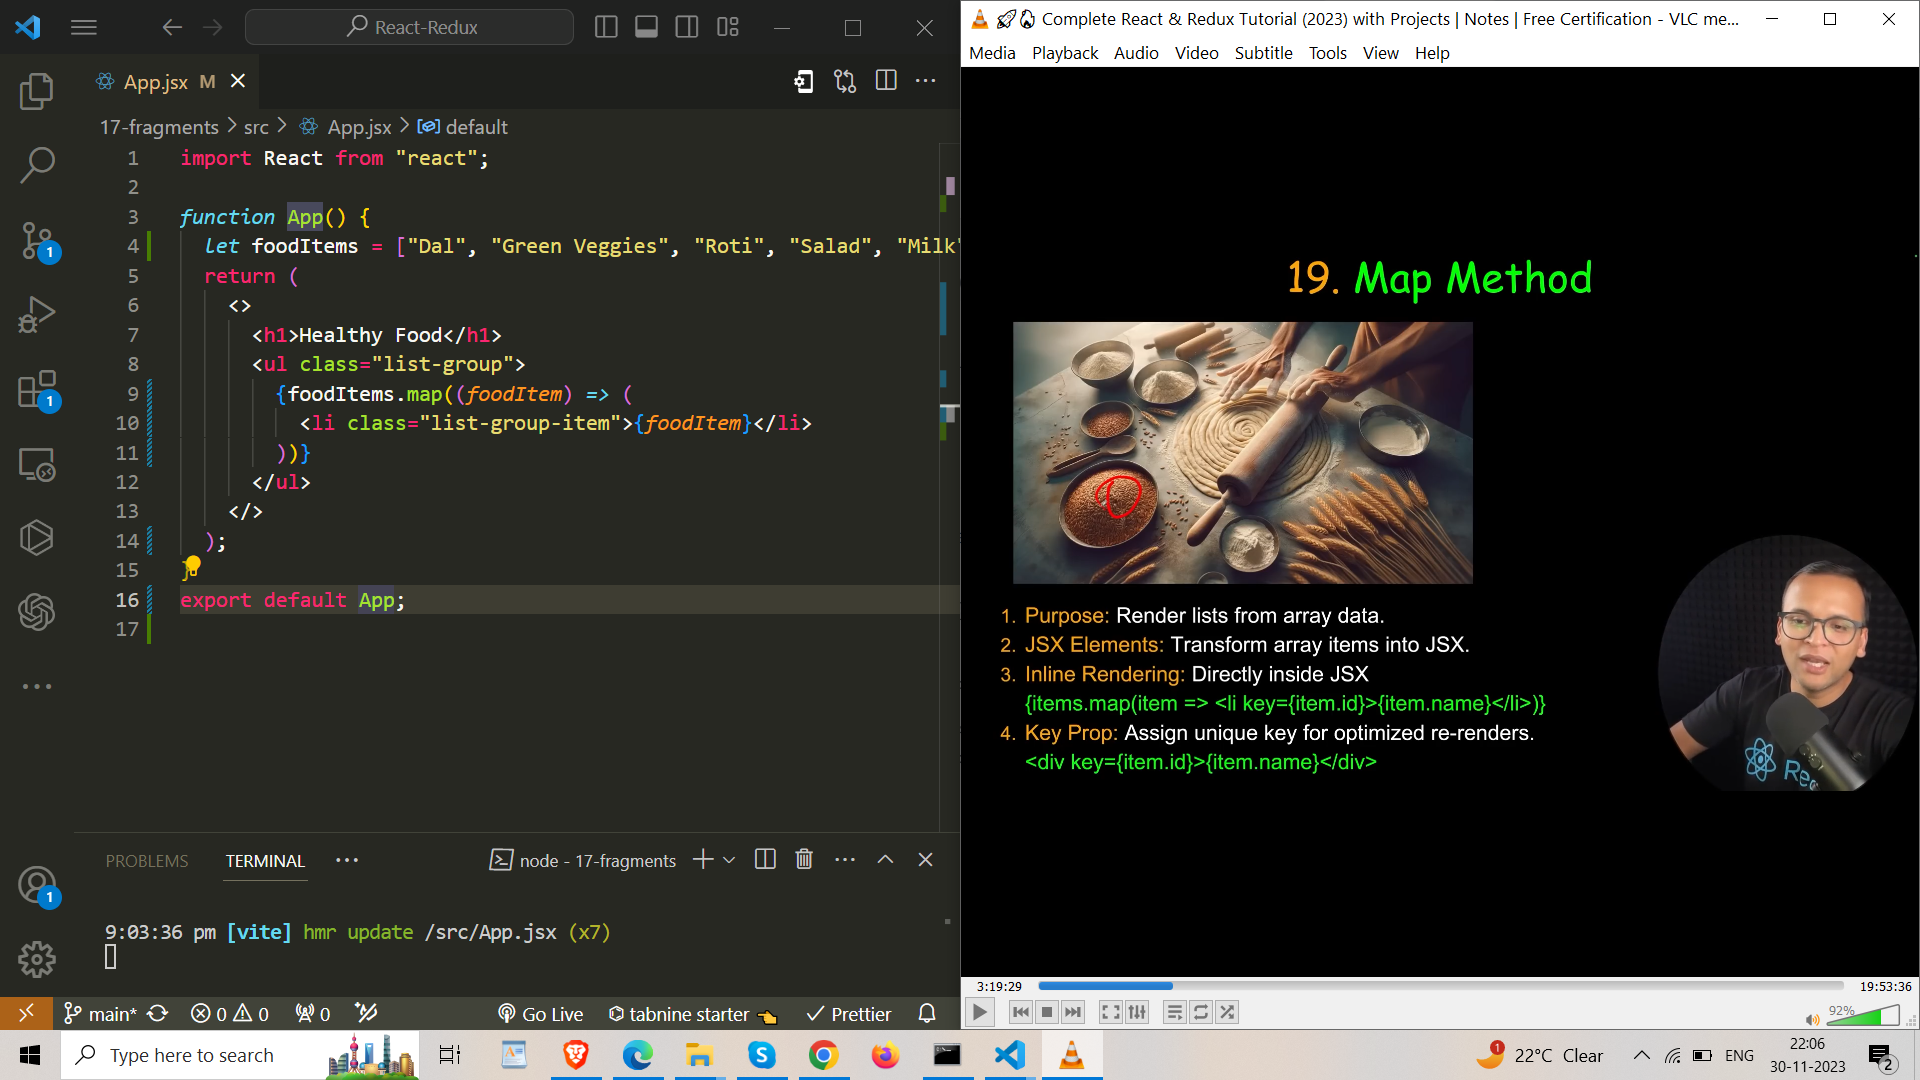 React-Redux
App.jsx M
17-fragments > src > App.jsx > default
1 import React from "react";
2
3 function App() {
4 let foodItems = ["Dal", "Green Veggies", "Roti", "Salad", "Milk"
5 return (
6 <>
7 <h1>Healthy Food</h1>
8 <ul class="list-group">
9 {foodItems.map((foodItem) => (
10 <li class="list-group-item">{foodItem}</li>
11 ))}
12 </ul>
13 </>
14 );
15 }
16 export default App;
17
1
1
1
PROBLEMS TERMINAL
node - 17-fragments
9:03:36 pm [vite] hmr update /src/App.jsx (x7)
main* 0 0 0 Go Live tabnine starter Prettier
Complete React & Redux Tutorial (2023) with Projects | Notes | Free Certification - VLC me...
Media Playback Audio Video Subtitle Tools View Help
19. Map Method
1. Purpose: Render lists from array data.
2. JSX Elements: Transform array items into JSX.
3. Inline Rendering: Directly inside JSX
{items.map(item => <li key={item.id}>{item.name}</li>)}
4. Key Prop: Assign unique key for optimized re-renders.
<div key={item.id}>{item.name}</div>
Rea
3:19:29 19:53:36
92%
Type here to search
1 22°C Clear ENG
22:06
30-11-2023
2